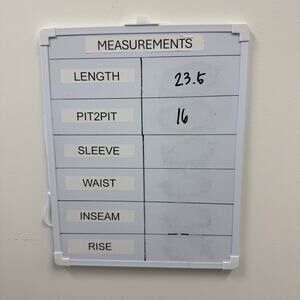 MEASUREMENTS
LENGTH 23.5
PIT2PIT 16
SLEEVE
WAIST
INSEAM
RISE